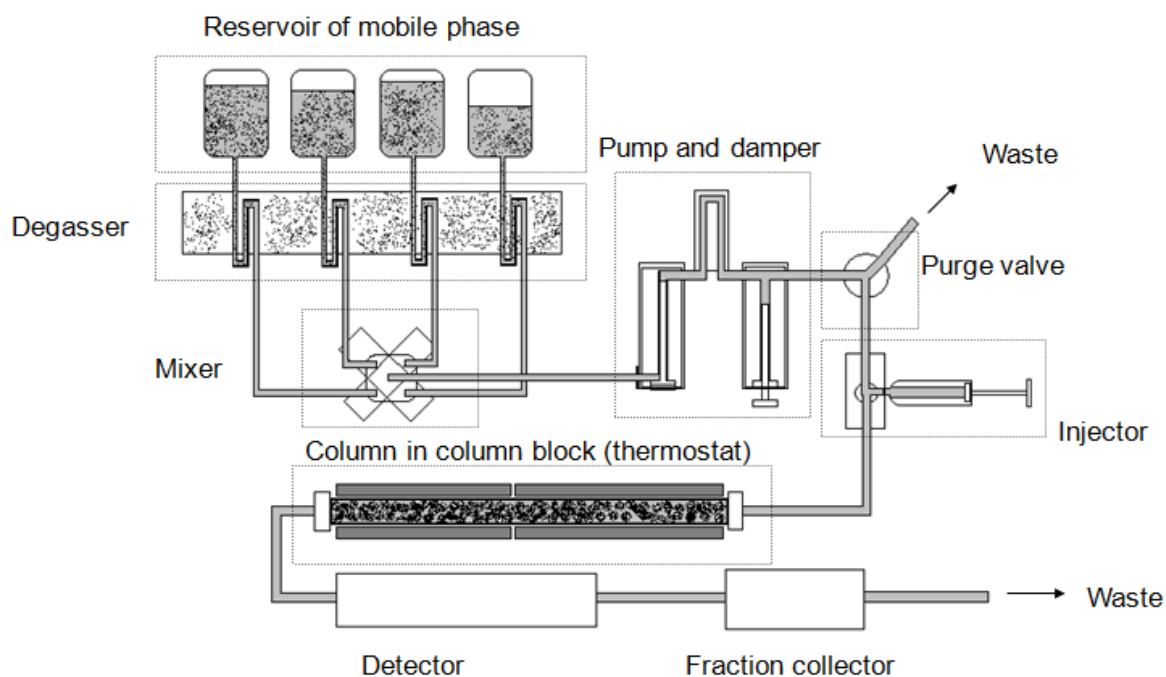 Reservoir of mobile phase
Pump and damper
Waste
Degasser
Purge valve
Mixer
Injector
Column in column block (thermostat)
Waste
Detector
Fraction collector